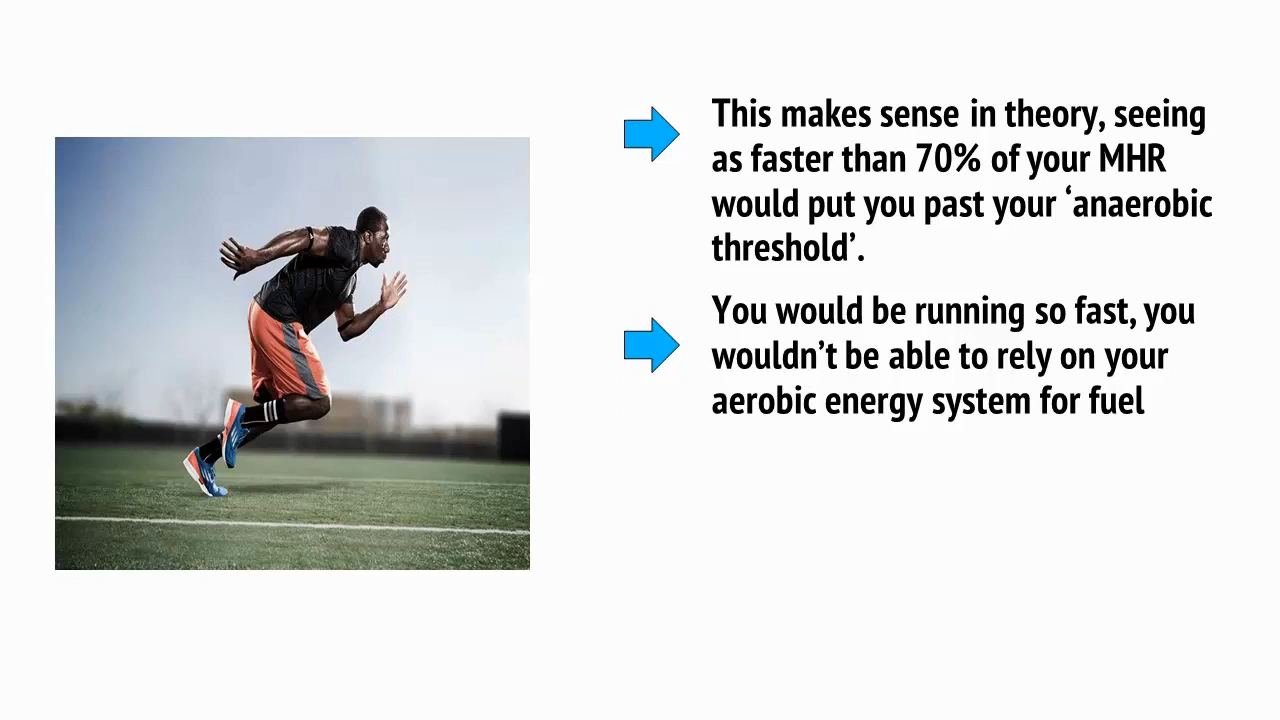 This makes sense in theory, seeing
as faster than 70% of your MHR
would put you past your ‘anaerobic
threshold’.
You would be running so fast, you
wouldn’t be able to rely on your
aerobic energy system for fuel